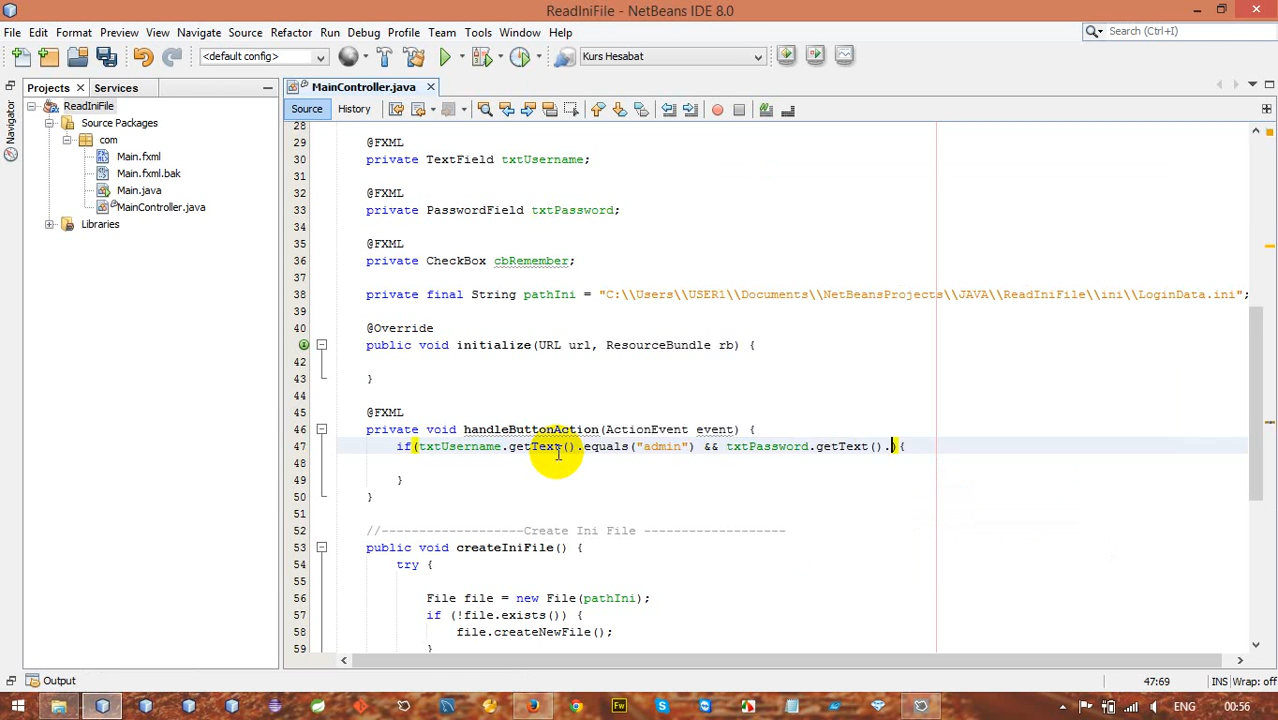 ReadIniFile - NetBeans IDE 8.0
File Edit Format Preview View Navigate Source Refactor Run Debug Profile Team Tools Window Help
Search (Ctrl+I)
<default config>
Kurs Hesabat
Projects
Services
MainController.java
Navigator
ReadIniFile
Source Packages
com
Main.fxml
Main.fxml.bak
Main.java
MainController.java
Libraries
Source
History
28
29 @FXML
30 private TextField txtUsername;
31
32 @FXML
33 private PasswordField txtPassword;
34
35 @FXML
36 private CheckBox cbRemember;
37
38 private final String pathIni = "C:\\Users\\USER1\\Documents\\NetBeansProjects\\JAVA\\ReadIniFile\\ini\\LoginData.ini";
39
40 @Override
public void initialize(URL url, ResourceBundle rb) {
42
43 }
44
45 @FXML
46 private void handleButtonAction(ActionEvent event) {
47 if(txtUsername.getText().equals("admin") && txtPassword.getText().){
48
49 }
50 }
51
52 //-------------------Create Ini File -------------------
53 public void createIniFile() {
54 try {
55
56 File file = new File(pathIni);
57 if (!file.exists()) {
58 file.createNewFile();
59 }
Output
47:69
INS
Wrap: off
Fw
ENG
00:56